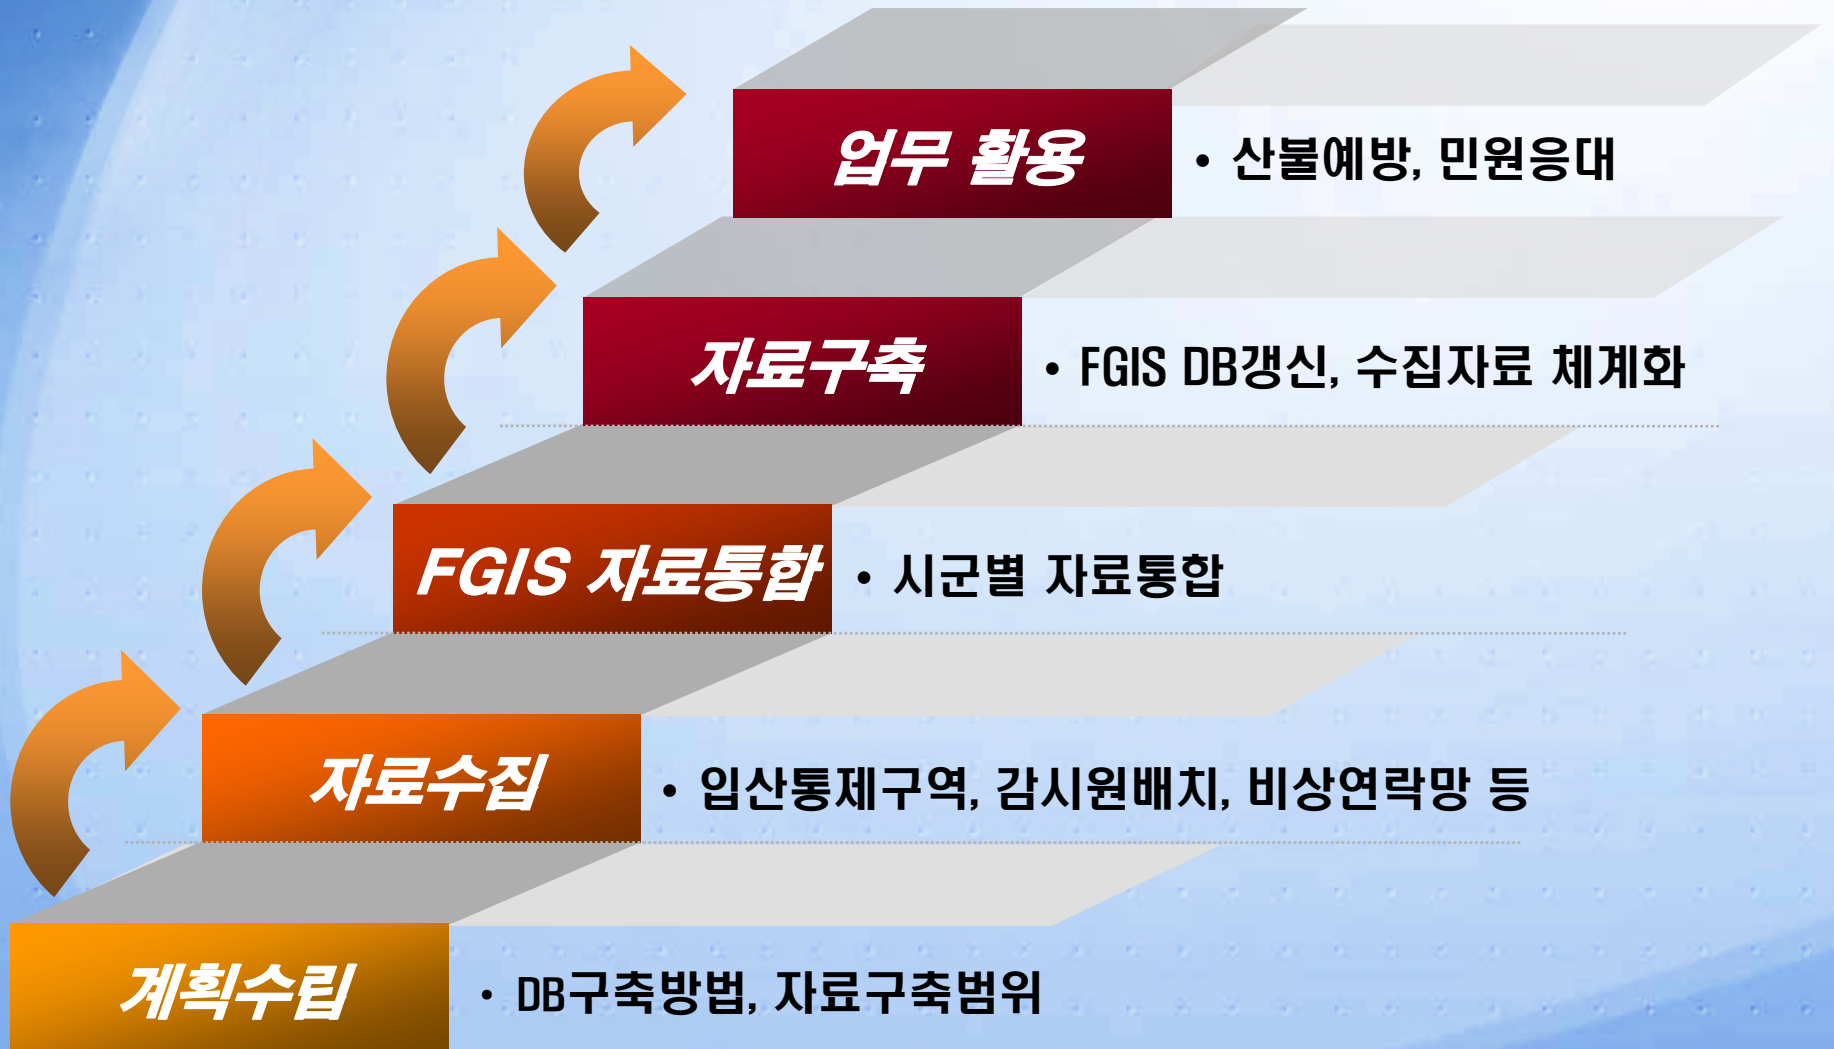 업무 활용
• 산불예방, 민원응대
자료구축
• FGIS DB갱신, 수집자료 체계화
FGIS 자료통합
• 시군별 자료통합
자료수집
• 입산통제구역, 감시원배치, 비상연락망 등
계획수립
• DB구축방법, 자료구축범위